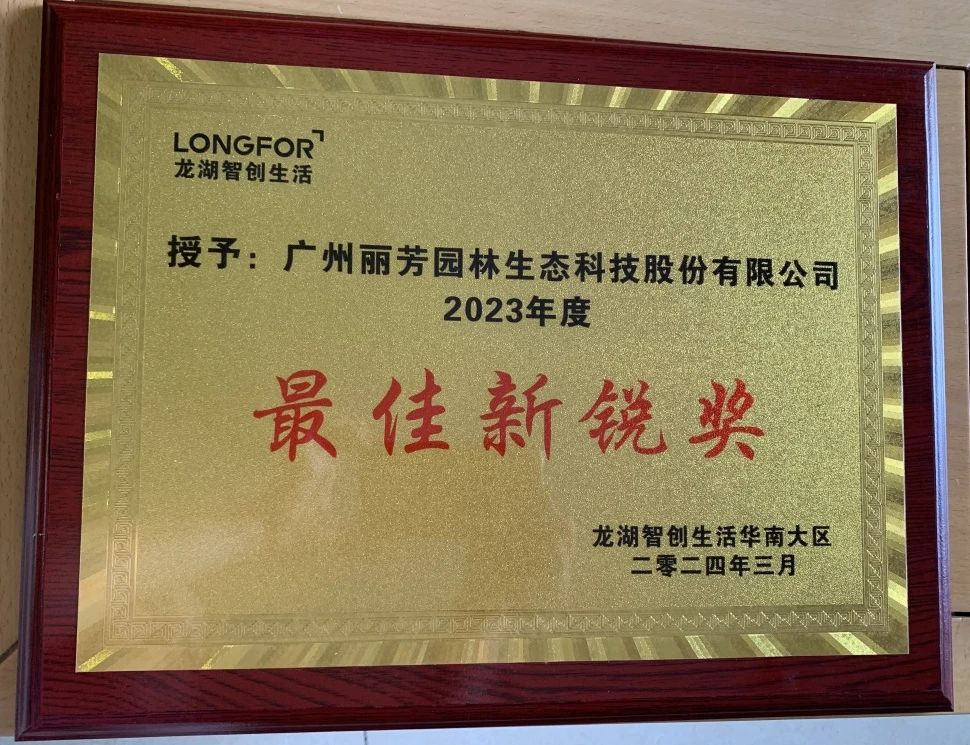 LONGFOR
龙湖智创生活
授予：广州丽芳园林生态科技股份有限公司
2023年度
最佳新锐奖
龙湖智创生活华南大区
二零二四年三月